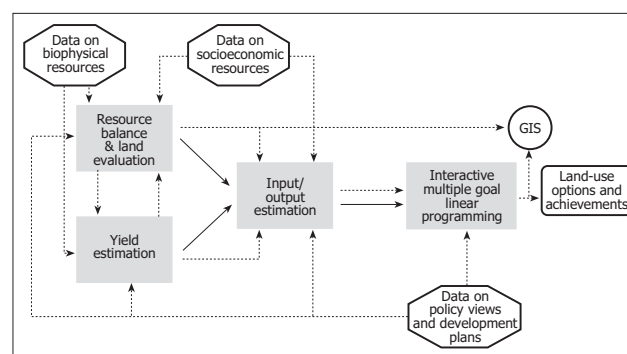 Data on
biophysical
resources
Data on
socioeconomic
resources
Resource
balance
& land
evaluation
GIS
Input/
output
estimation
Interactive
multiple goal
linear
programming
Land-use
options and
achievements
Yield
estimation
Data on
policy views
and development
plans